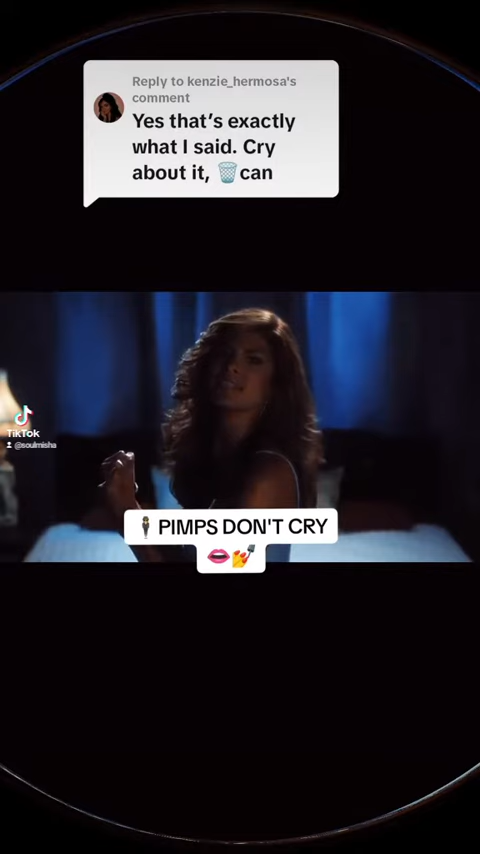 Reply to kenzie_hermosa's
comment
Yes that's exactly
what I said. Cry
about it, 🗑️can
TikTok
@soulmisha
🕴🏿PIMPS DON'T CRY
👄💅